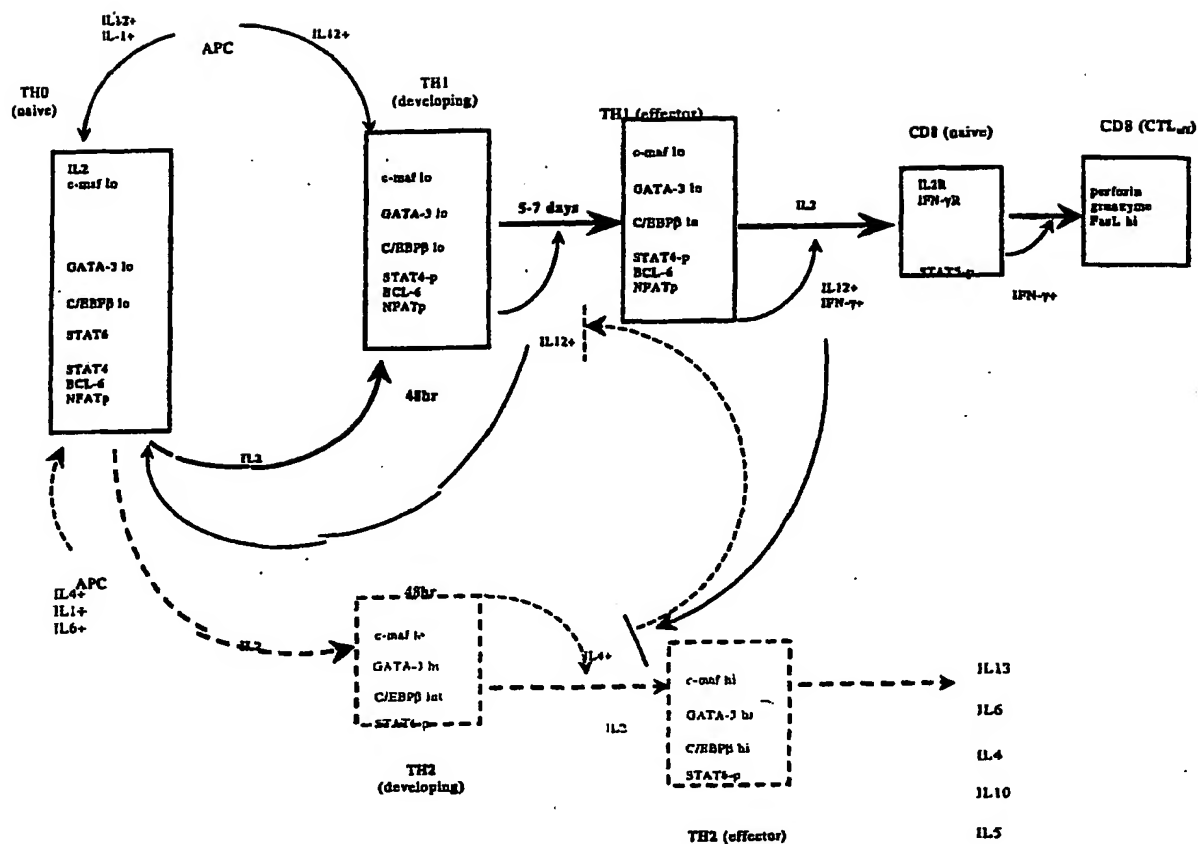 IL12+
IL-1+
APC
IL12+
TH0
(naive)
TH1
(developing)
TH1 (effector)
CD8 (naive)
CD8 (CTLeff)
IL2
c-maf lo
GATA-3 lo
C/EBPβ lo
STAT6
STAT4
BCL-6
NFATp
c-maf lo
GATA-3 lo
C/EBPβ lo
STAT4-p
BCL-6
NFATp
5-7 days
c-maf lo
GATA-3 lo
C/EBPβ lo
STAT4-p
BCL-6
NFATp
IL2
IL2R
IFN-γR
STAT5-p
perforin
granzyme
FasL hi
IL12+
IFN-γ+
IFN-γ+
IL12+
48hr
IL2
APC
IL4+
IL1+
IL6+
IL2
48hr
c-maf
GATA-3
C/EBPβ int
STAT6-p
TH2
(developing)
IL4+
IL2
c-maf hi
GATA-3 hi
C/EBPβ hi
STAT6-p
TH2 (effector)
IL13
IL6
IL4
IL10
IL5